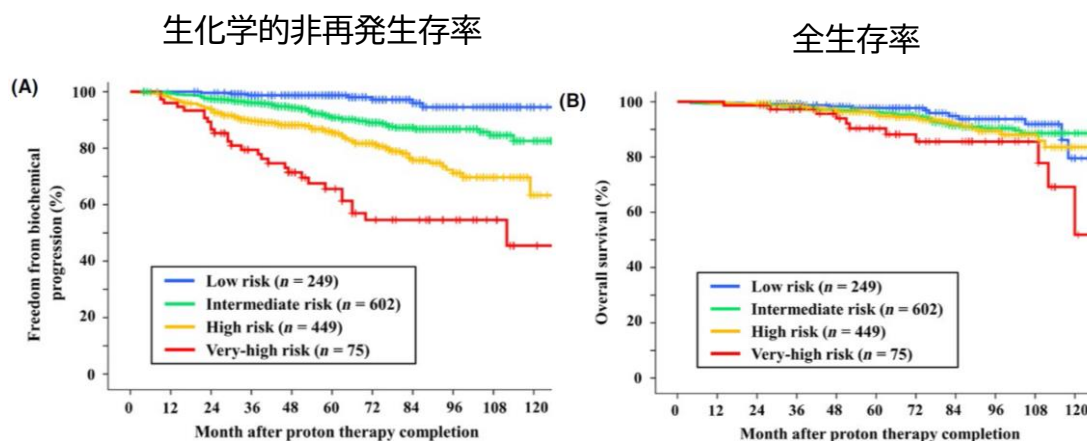 生化学的非再発生存率
全生存率
(A)
Freedom from biochemical
progression (%)
100
80
60
40
20
0
Low risk (n = 249)
Intermediate risk (n = 602)
High risk (n = 449)
Very-high risk (n = 75)
0 12 24 36 48 60 72 84 96 108 120
Month after proton therapy completion
(B)
Overall survival (%)
100
80
60
40
20
0
Low risk (n = 249)
Intermediate risk (n = 602)
High risk (n = 449)
Very-high risk (n = 75)
0 12 24 36 48 60 72 84 96 108 120
Month after proton therapy completion